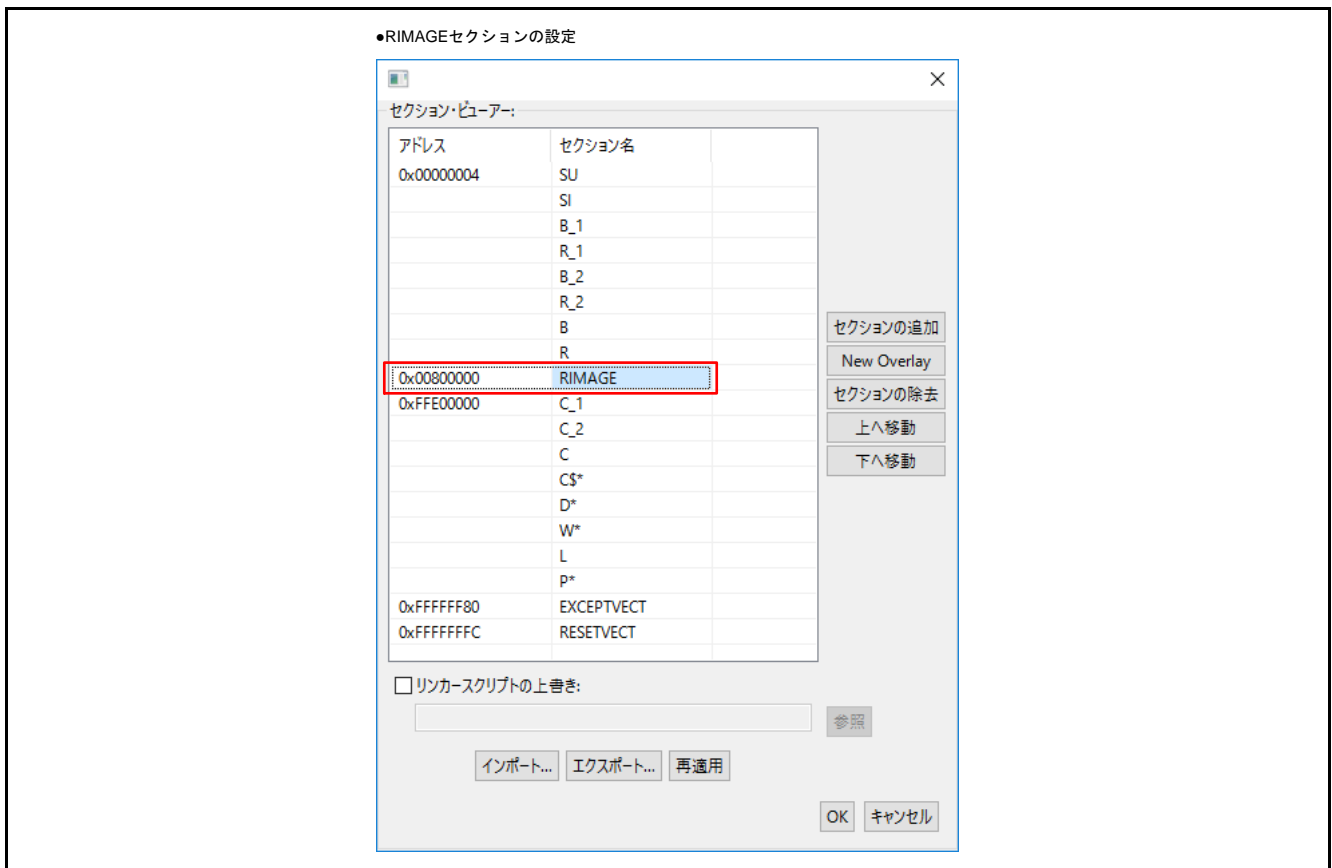 ●RIMAGEセクションの設定
セクション・ビューアー:
アドレス セクション名
0x00000004 SU
SI
B_1
R_1
B_2
R_2
B
R
0x00800000 RIMAGE
0xFFE00000 C_1
C_2
C
C$*
D*
W*
L
P*
0xFFFFFF80 EXCEPTVECT
0xFFFFFFFC RESETVECT
セクションの追加
New Overlay
セクションの除去
上へ移動
下へ移動
リンカースクリプトの上書き:
参照
インポート... エクスポート... 再適用
OK キャンセル